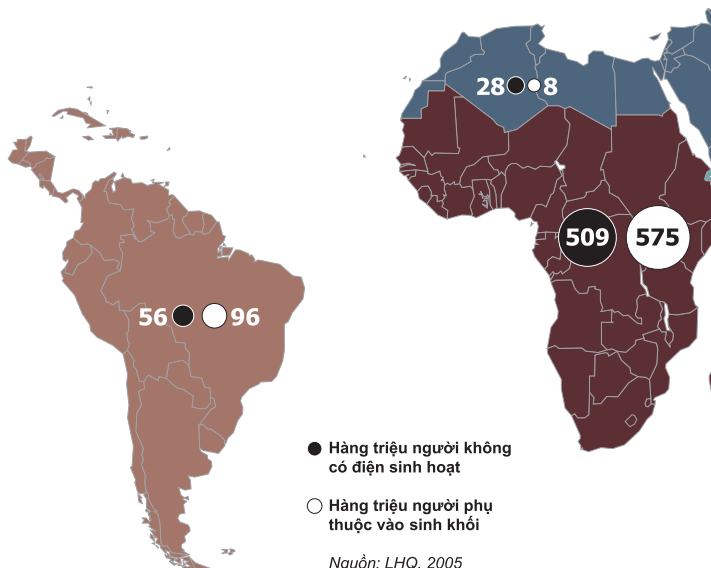 28 8
509 575
56 96
Hàng triệu người không
có điện sinh hoạt
Hàng triệu người phụ
thuộc vào sinh khối
Nguồn: LHQ, 2005